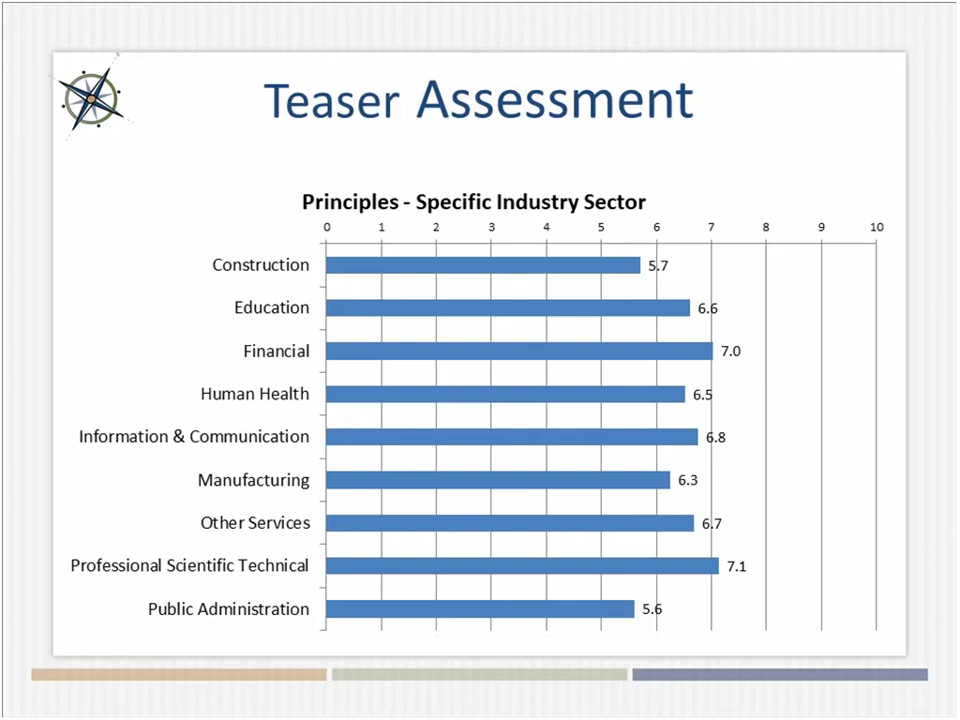 Teaser Assessment
Principles - Specific Industry Sector
0 1 2 3 4 5 6 7 8 9 10
Construction 5.7
Education 6.6
Financial 7.0
Human Health 6.5
Information & Communication 6.8
Manufacturing 6.3
Other Services 6.7
Professional Scientific Technical 7.1
Public Administration 5.6